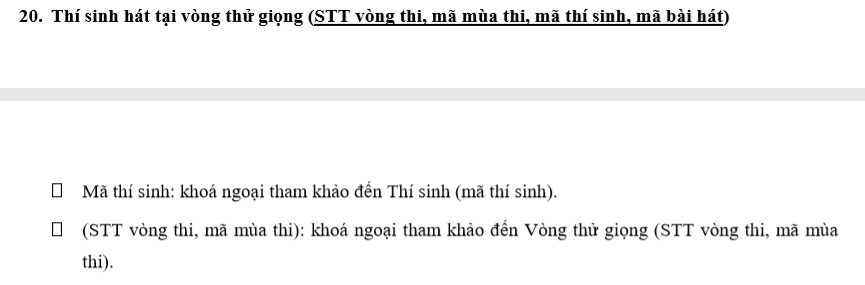 20. Thí sinh hát tại vòng thử giọng (STT vòng thi, mã mùa thi, mã thí sinh, mã bài hát)
Mã thí sinh: khoá ngoại tham khảo đến Thí sinh (mã thí sinh).
(STT vòng thi, mã mùa thi): khoá ngoại tham khảo đến Vòng thử giọng (STT vòng thi, mã mùa
thi).